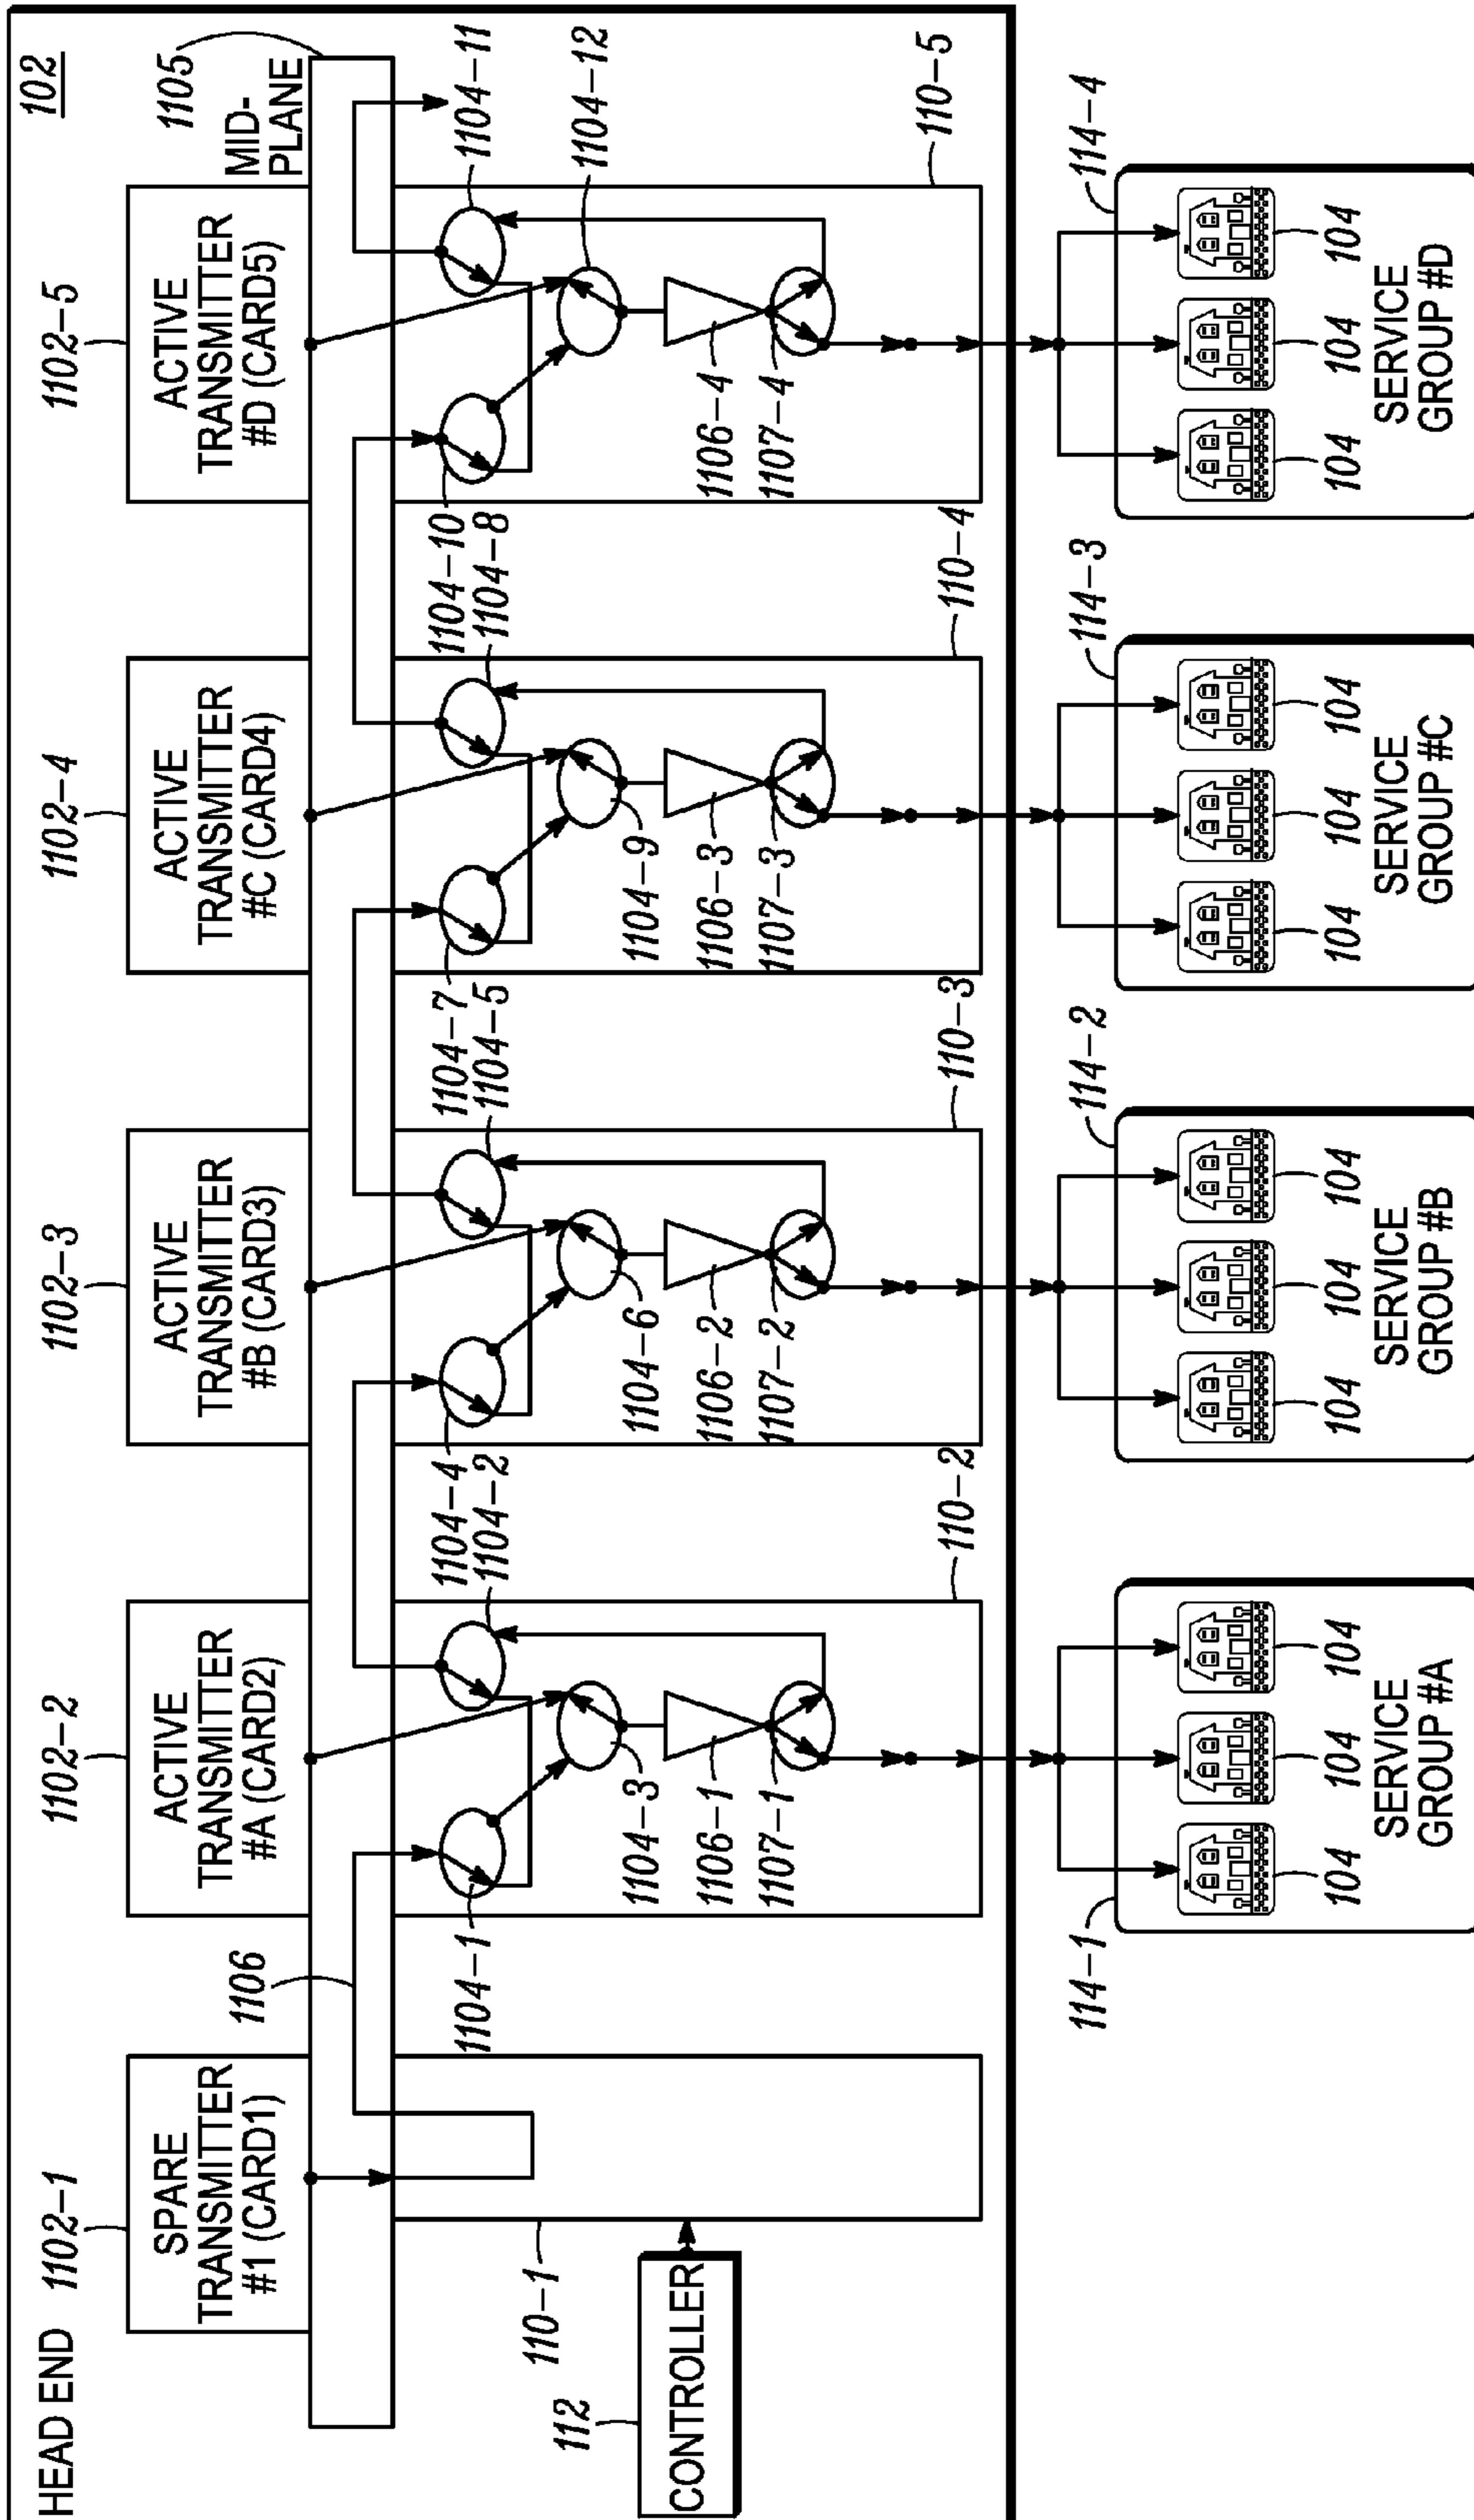 HEAD END
102
1102-1
1102-2
1102-3
1102-4
1102-5
1105
SPARE
TRANSMITTER
#1 (CARD1)
ACTIVE
TRANSMITTER
#A (CARD2)
ACTIVE
TRANSMITTER
#B (CARD3)
ACTIVE
TRANSMITTER
#C (CARD4)
ACTIVE
TRANSMITTER
#D (CARD5)
MID-
PLANE
1106
1104-1
1104-4
1104-2
1104-7
1104-5
1104-10
1104-8
1104-11
1104-12
110-1
1104-3
1104-6
1104-9
112
CONTROLLER
1106-1
1106-2
1106-3
1106-4
1107-1
1107-2
1107-3
1107-4
110-2
110-3
110-4
110-5
114-1
114-2
114-3
114-4
104
104
104
104
104
104
104
104
104
104
104
104
SERVICE
GROUP #A
SERVICE
GROUP #B
SERVICE
GROUP #C
SERVICE
GROUP #D